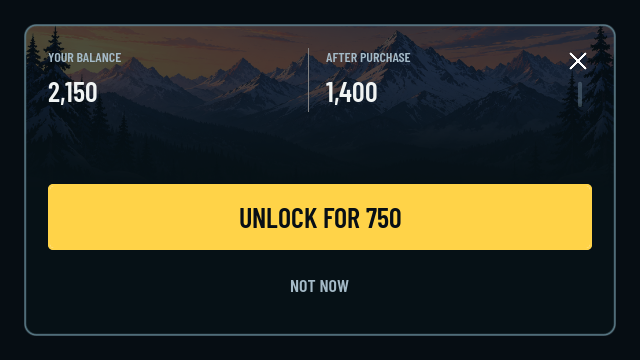 YOUR BALANCE
2,150
AFTER PURCHASE
1,400
UNLOCK FOR 750
NOT NOW